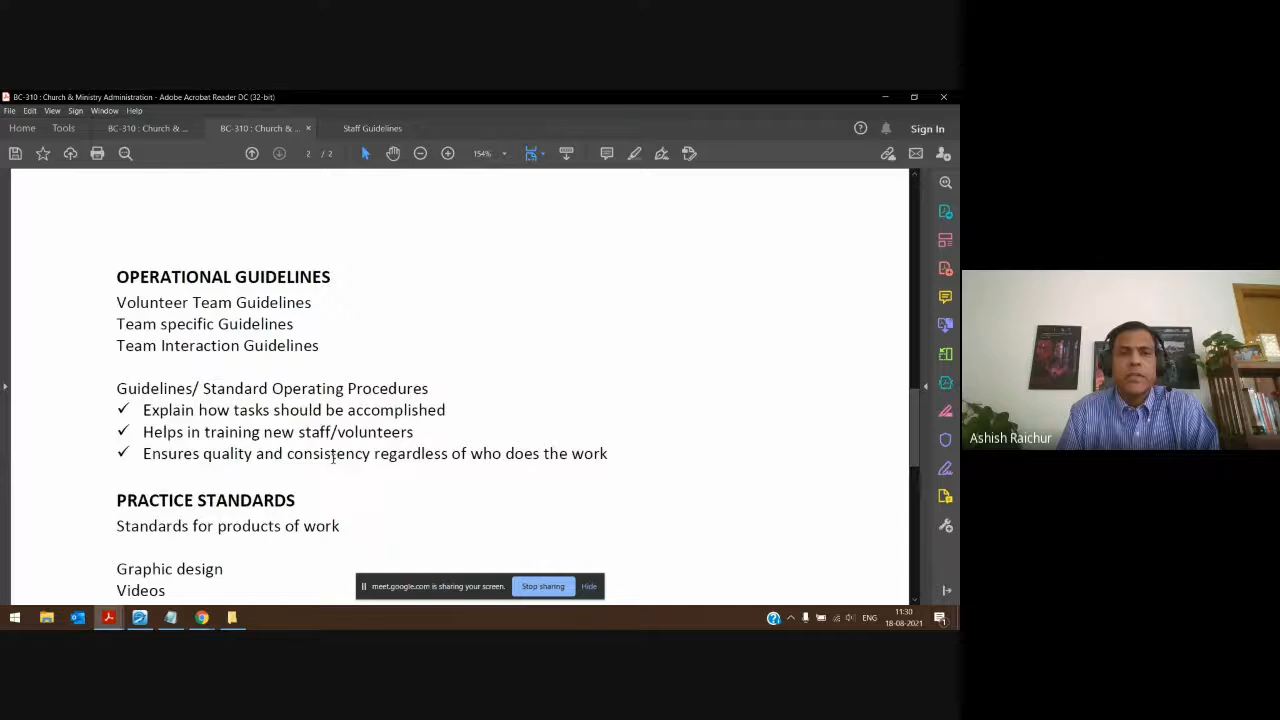 BC-310 : Church & Ministry Administration - Adobe Acrobat Reader DC (32-bit)
File Edit View Sign Window Help
Home Tools BC-310 : Church & ... BC-310 : Church & ... × Staff Guidelines Sign In
2 / 2 154%
OPERATIONAL GUIDELINES
Volunteer Team Guidelines
Team specific Guidelines
Team Interaction Guidelines
Guidelines/ Standard Operating Procedures
✓ Explain how tasks should be accomplished
✓ Helps in training new staff/volunteers
✓ Ensures quality and consistency regardless of who does the work
PRACTICE STANDARDS
Standards for products of work
Graphic design
Videos
meet.google.com is sharing your screen. Stop sharing Hide
ENG 11:30
18-08-2021
Ashish Raichur